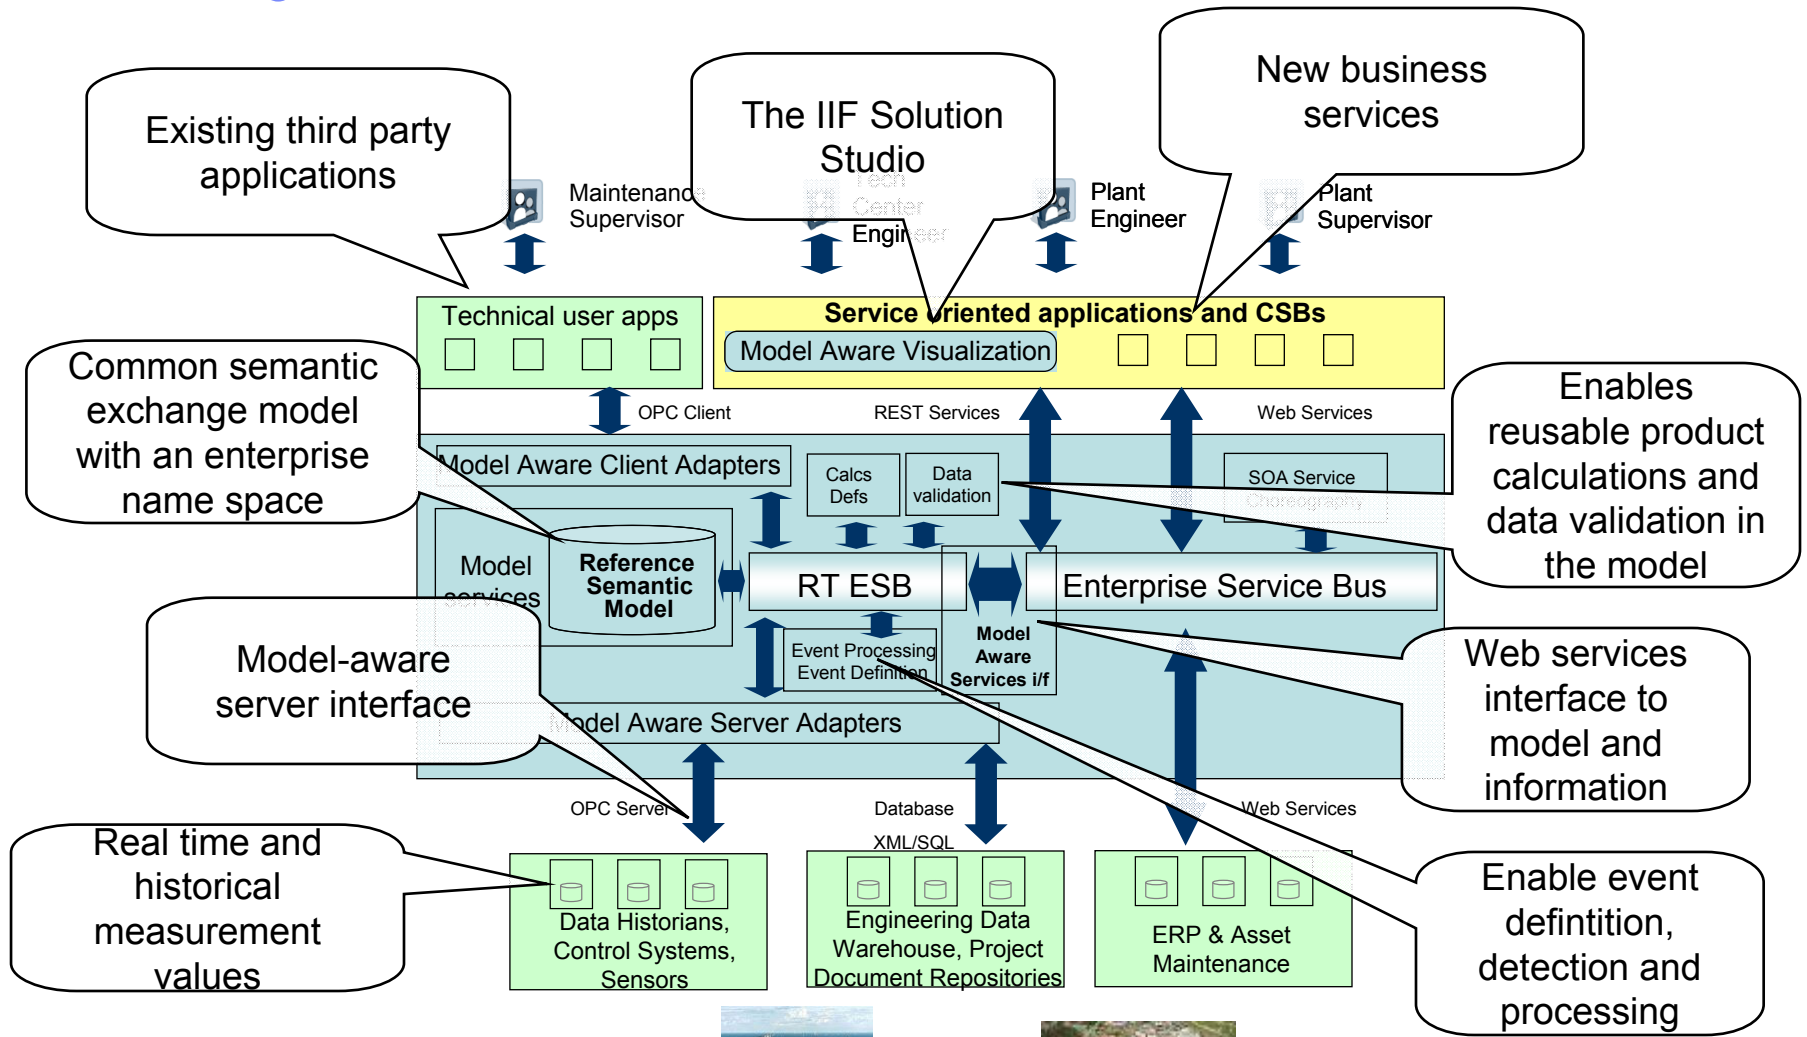 New business
services
The IIF Solution
Studio
Existing third party
applications
Maintenance
Supervisor
Tech
Center
Engineer
Plant
Engineer
Plant
Supervisor
Technical user apps
Service oriented applications and CSBs
Model Aware Visualization
Common semantic
exchange model
with an enterprise
name space
OPC Client
REST Services
Web Services
Enables
reusable product
calculations and
data validation in
the model
Model Aware Client Adapters
Calcs
Defs
Data
validation
SOA Service
Choreography
Model
services
Reference
Semantic
Model
RT ESB
Enterprise Service Bus
Event Processing
Event Definition
Model
Aware
Services i/f
Model-aware
server interface
Web services
interface to
model and
information
Model Aware Server Adapters
OPC Server
Database
XML/SQL
Web Services
Real time and
historical
measurement
values
Data Historians,
Control Systems,
Sensors
Engineering Data
Warehouse, Project
Document Repositories
ERP & Asset
Maintenance
Enable event
defintition,
detection and
processing